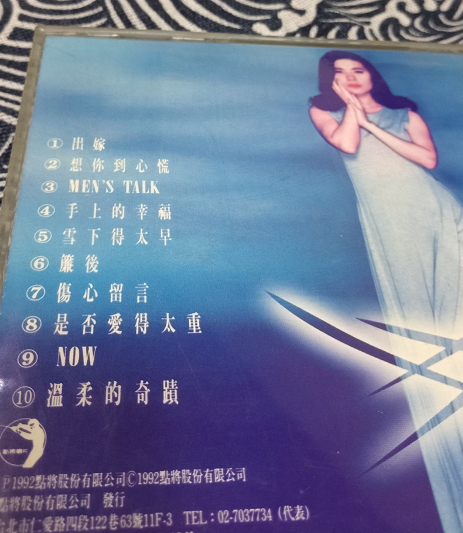 ① 出嫁
② 想你到心慌
③ MEN'S TALK
④ 手上的幸福
⑤ 雪下得太早
⑥ 簾後
⑦ 傷心留言
⑧ 是否愛得太重
⑨ NOW
⑩ 溫柔的奇蹟
P1992點將股份有限公司Ⓒ1992點將股份有限公司
點將股份有限公司 發行
台北市仁愛路四段122巷63號11F-3 TEL:02-7037734 (代表)